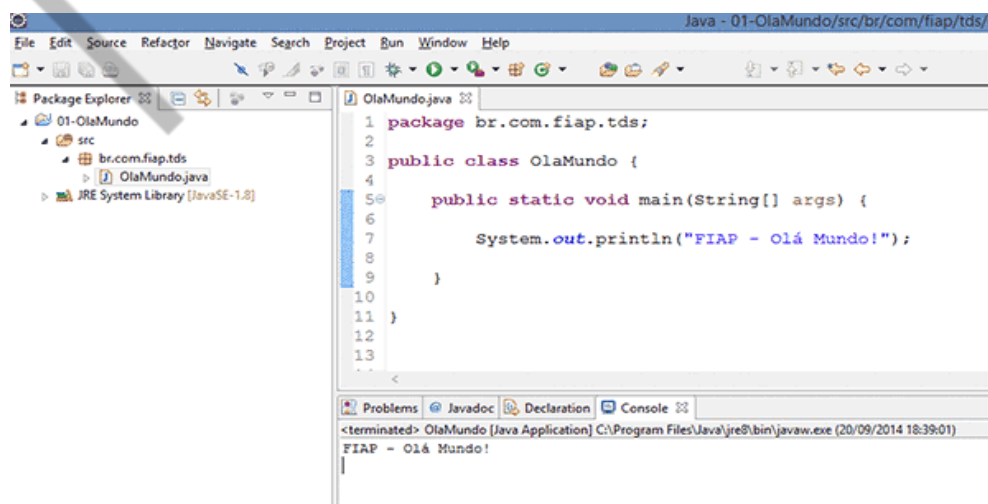 Java - 01-OlaMundo/src/br/com/fiap/tds/
File Edit Source Refactor Navigate Search Project Run Window Help
Package Explorer
01-OlaMundo
src
br.com.fiap.tds
OlaMundo.java
JRE System Library [JavaSE-1.8]
OlaMundo.java
1 package br.com.fiap.tds;
2
3 public class OlaMundo {
4
5 public static void main(String[] args) {
6
7 System.out.println("FIAP - Olá Mundo!");
8
9 }
10
11 }
12
13
Problems Javadoc Declaration Console
<terminated> OlaMundo [Java Application] C:\Program Files\Java\jre8\bin\javaw.exe (20/09/2014 18:39:01)
FIAP - Olá Mundo!